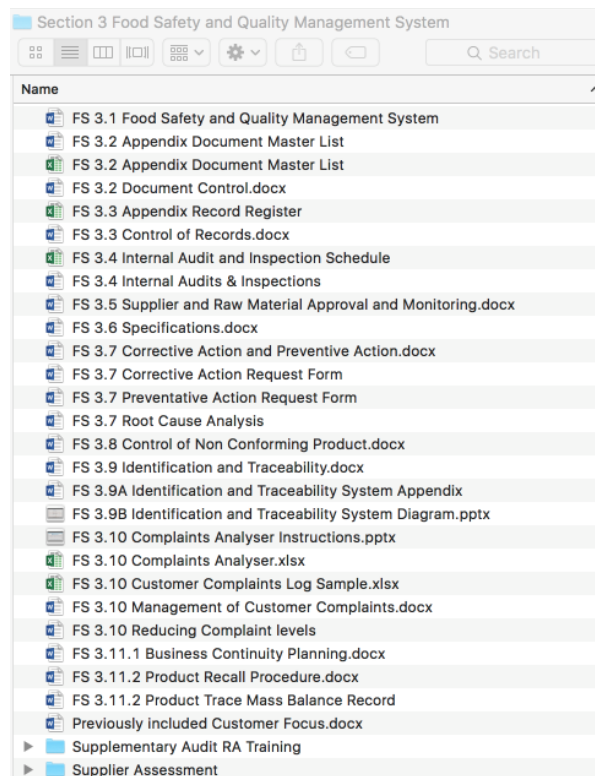 Section 3 Food Safety and Quality Management System
Search
Name
FS 3.1 Food Safety and Quality Management System
FS 3.2 Appendix Document Master List
FS 3.2 Appendix Document Master List
FS 3.2 Document Control.docx
FS 3.3 Appendix Record Register
FS 3.3 Control of Records.docx
FS 3.4 Internal Audit and Inspection Schedule
FS 3.4 Internal Audits & Inspections
FS 3.5 Supplier and Raw Material Approval and Monitoring.docx
FS 3.6 Specifications.docx
FS 3.7 Corrective Action and Preventive Action.docx
FS 3.7 Corrective Action Request Form
FS 3.7 Preventative Action Request Form
FS 3.7 Root Cause Analysis
FS 3.8 Control of Non Conforming Product.docx
FS 3.9 Identification and Traceability.docx
FS 3.9A Identification and Traceability System Appendix
FS 3.9B Identification and Traceability System Diagram.pptx
FS 3.10 Complaints Analyser Instructions.pptx
FS 3.10 Complaints Analyser.xlsx
FS 3.10 Customer Complaints Log Sample.xlsx
FS 3.10 Management of Customer Complaints.docx
FS 3.10 Reducing Complaint levels
FS 3.11.1 Business Continuity Planning.docx
FS 3.11.2 Product Recall Procedure.docx
FS 3.11.2 Product Trace Mass Balance Record
Previously included Customer Focus.docx
Supplementary Audit RA Training
Supplier Assessment